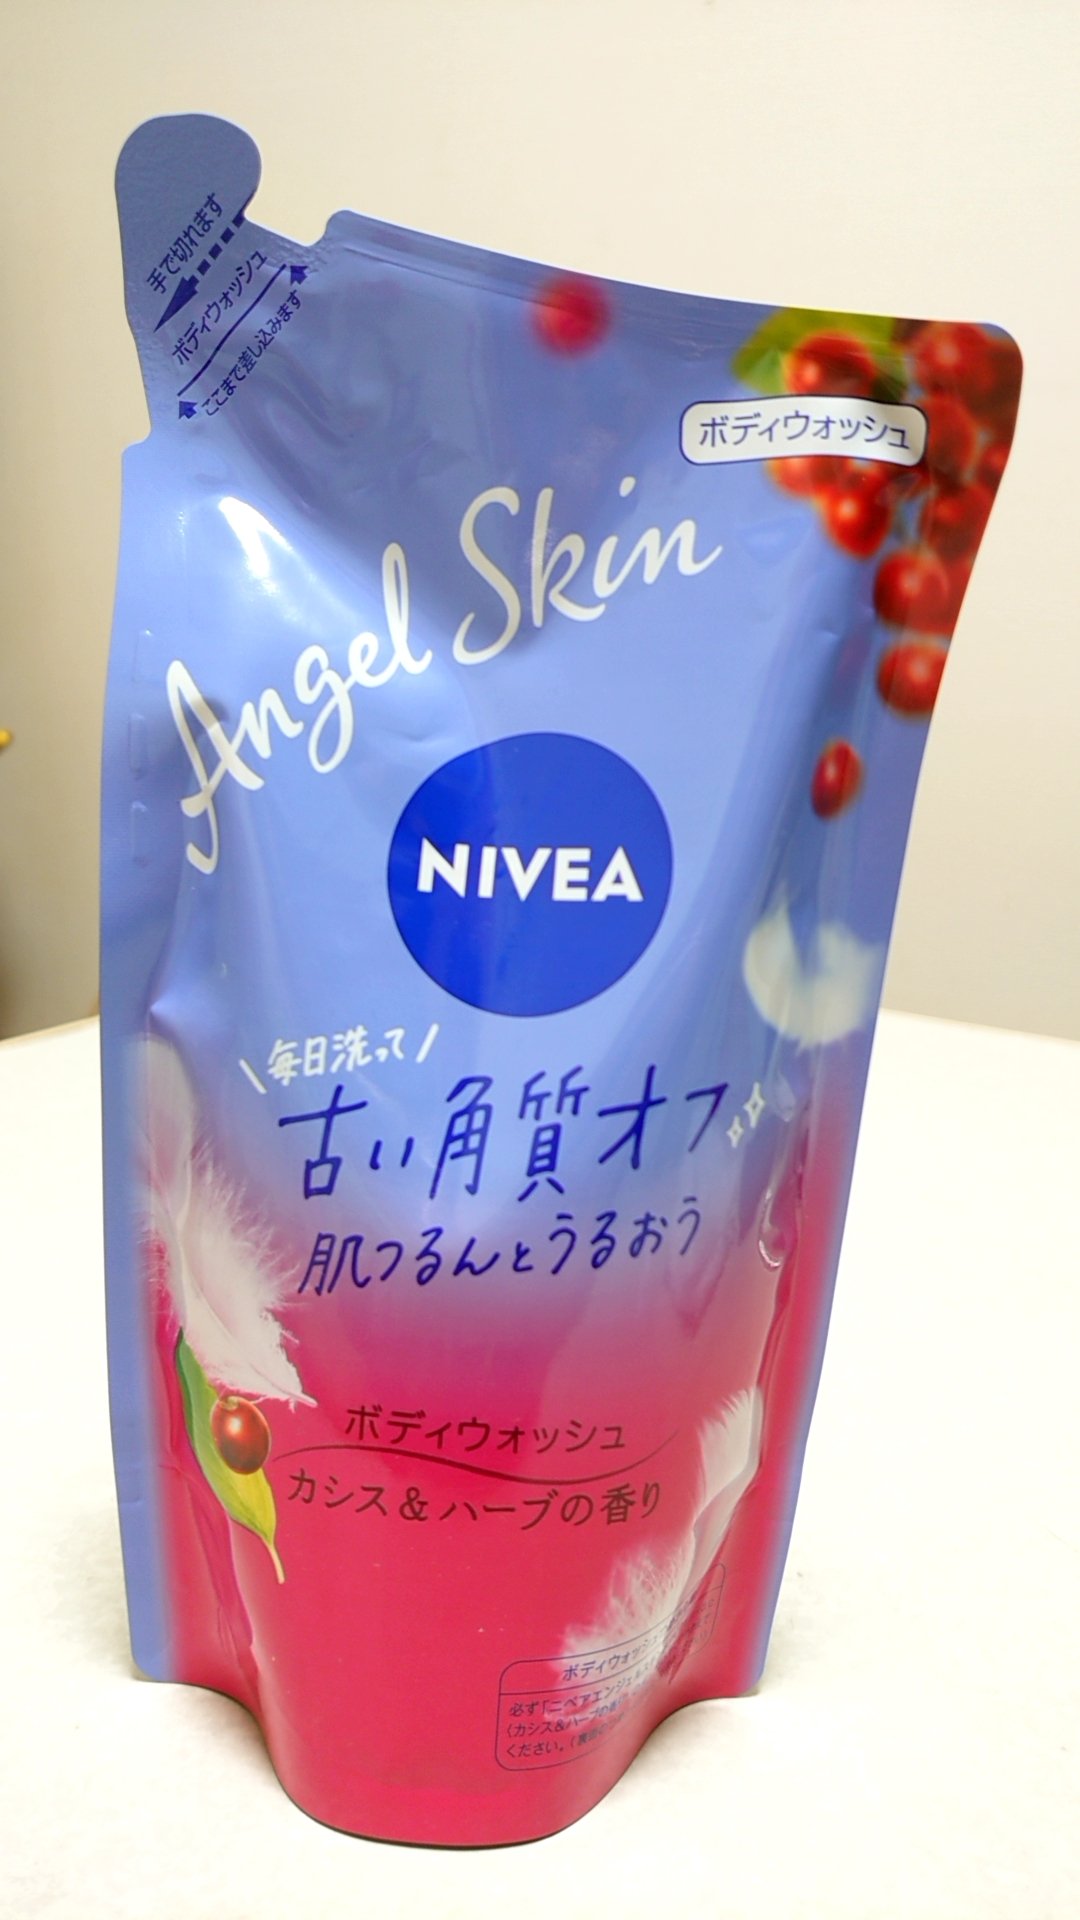 手で切れます
ボディウォッシュ
ここまで差し込みます
ボディウォッシュ
Angel Skin
NIVEA
\ 毎日洗って /
古い角質オフ
肌つるんとうるおう
ボディウォッシュ
カシス&ハーブの香り
ボディウォッシュ
必ず「ニベアエンジェルス
〈カシス&ハーブの香り〉
ください。